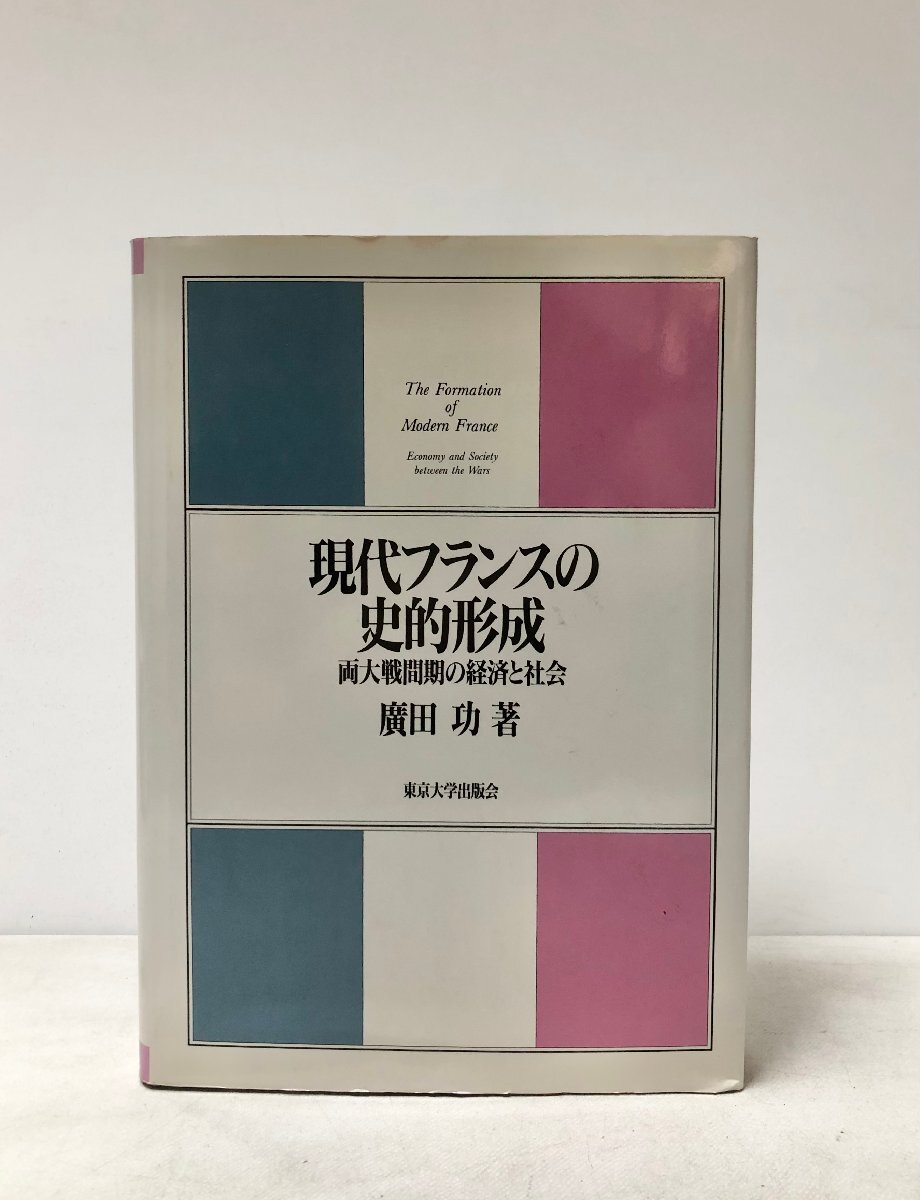 The Formation
of
Modern France
Economy and Society
between the Wars
現代フランスの
史的形成
両大戦間期の経済と社会
廣田 功 著
東京大学出版会